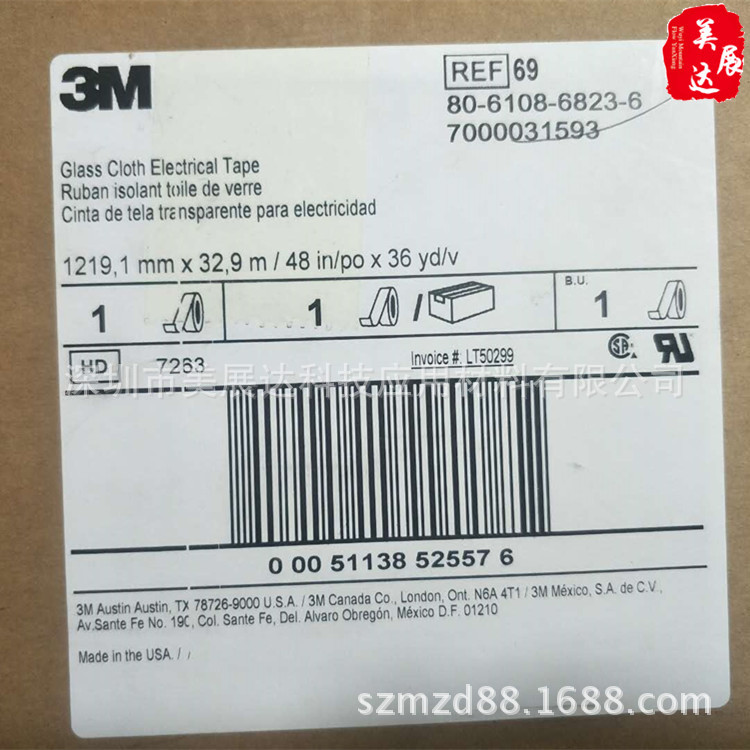 3M
REF 69
80-6108-6823-6
7000031593
美展达
Wuyi Mountain
Glass Cloth Electrical Tape
Ruban isolant toile de verre
Cinta de tela transparente para electricidad
1219,1 mm x 32,9 m / 48 in/po x 36 yd/v
1 1 / B.U. 1
HD 7263 Invoice #: LT50299
深圳市美展达科技应用材料有限公司
0 00 51138 52557 6
3M Austin Austin, TX 78726-9000 U.S.A. / 3M Canada Co., London, Ont. N6A 4T1 / 3M México, S.A. de C.V.,
Av.Sante Fe No. 190, Col. Sante Fe, Del. Alvaro Obregón, México D.F. 01210
Made in the USA. /
szmzd88.1688.com